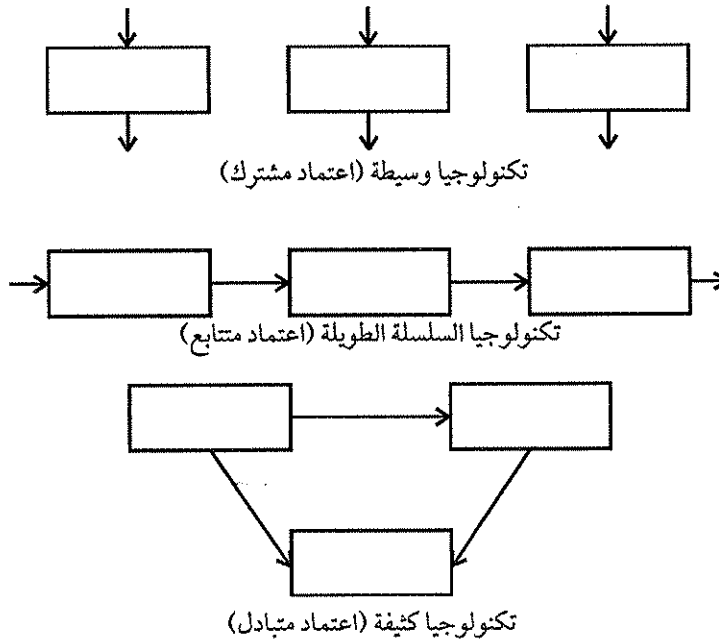 تكنولوجيا وسيطة (اعتماد مشترك)
تكنولوجيا السلسلة الطويلة (اعتماد متتابع)
تكنولوجيا كثيفة (اعتماد متبادل)